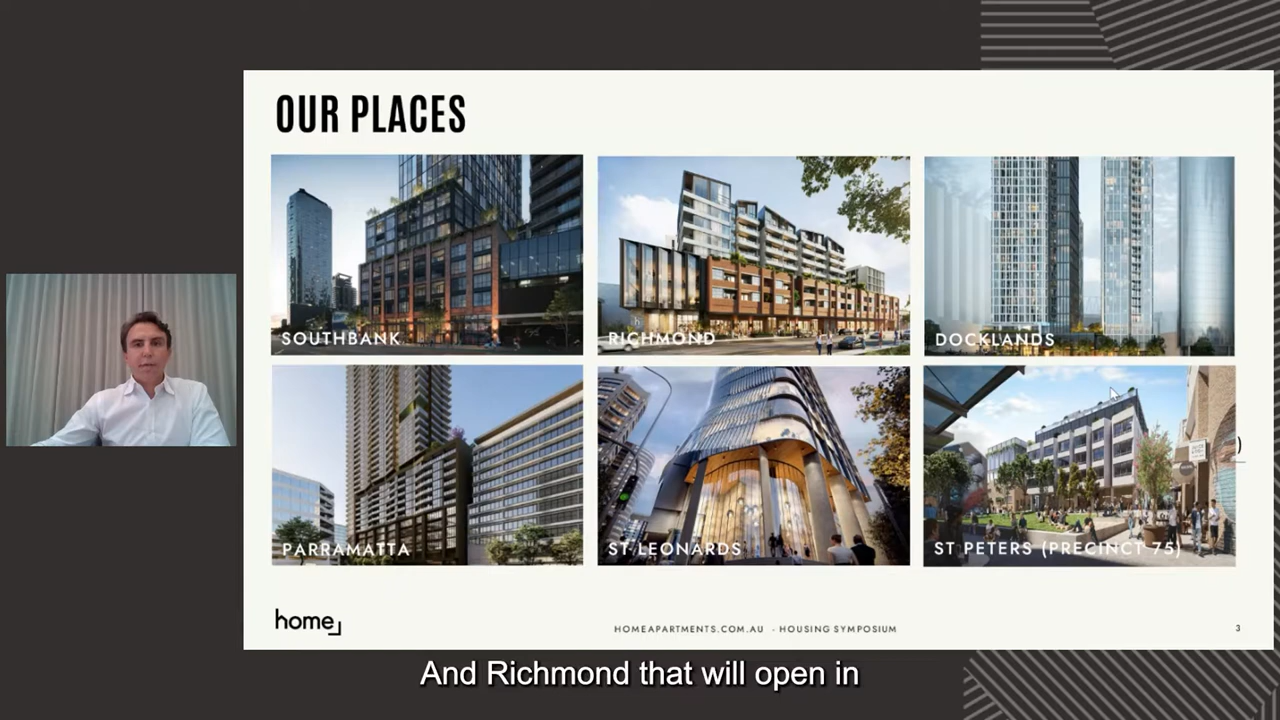 OUR PLACES
SOUTHBANK
RICHMOND
DOCKLANDS
PARRAMATTA
ST LEONARDS
ST PETERS (PRECINCT 75)
home
HOMEAPARTMENTS.COM.AU - HOUSING SYMPOSIUM
3
And Richmond that will open in